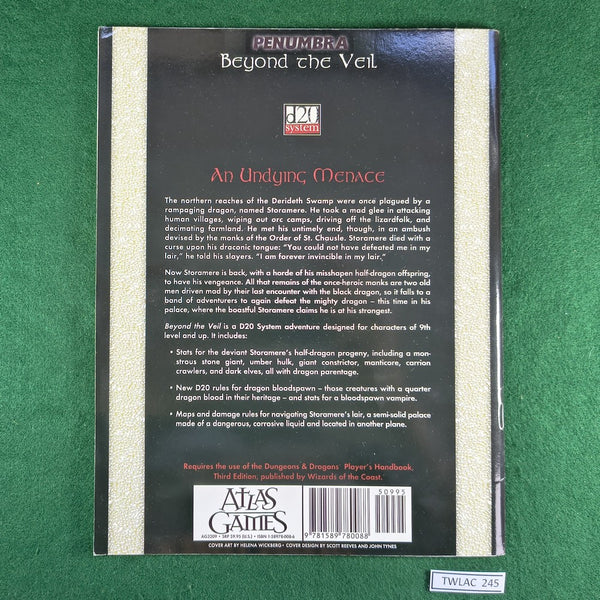 PENUMBRA
Beyond the Veil
d20
system
An Undying Menace
The northern reaches of the Derideth Swamp were once plagued by a
rampaging dragon, named Storamere. He took a mad glee in attacking
human villages, wiping out orc camps, driving off the lizardfolk, and
decimating farmland. He met his untimely end, though, in an ambush
devised by the monks of the Order of St. Chausle. Storamere died with a
curse upon his draconic tongue: “You could not have defeated me in my
lair,” he told his slayers. “I am forever invincible in my lair.”
Now Storamere is back, with a horde of his misshapen half-dragon offspring,
to have his vengeance. All that remains of the once-heroic monks are two old
men driven mad by their last encounter with the black dragon, so it falls to a
band of adventurers to again defeat the mighty dragon – this time in his
palace, where the boastful Storamere claims he is at his strongest.
Beyond the Veil is a D20 System adventure designed for characters of 9th
level and up. It includes:
• Stats for the deviant Storamere’s half-dragon progeny, including a mon-
strous stone giant, umber hulk, giant constrictor, manticore, carrion
crawlers, and dark elves, all with dragon parentage.
• New D20 rules for dragon bloodspawn – those creatures with a quarter
dragon blood in their heritage – and stats for a bloodspawn vampire.
• Maps and damage rules for navigating Storamere’s lair, a semi-solid palace
made of a dangerous, corrosive liquid and located in another plane.
Requires the use of the Dungeons & Dragons® Player’s Handbook,
Third Edition, published by Wizards of the Coast.®
ATLAS
GAMES
50995
9 781589 780088
AG3209 • SRP $9.95 (U.S.) • ISBN 1-58978-008-6
COVER ART BY HELENA WICKBERG • COVER DESIGN BY SCOTT REEVES AND JOHN TYNES
TWLAC 245